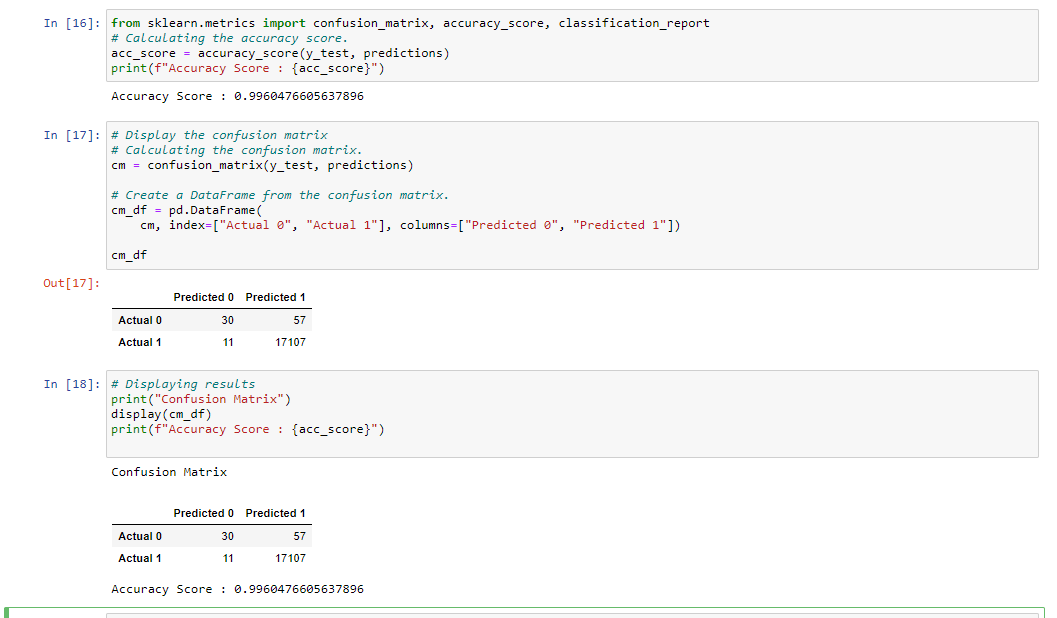 In [16]: from sklearn.metrics import confusion_matrix, accuracy_score, classification_report
# Calculating the accuracy score.
acc_score = accuracy_score(y_test, predictions)
print(f"Accuracy Score : {acc_score}")
Accuracy Score : 0.9960476605637896
In [17]: # Display the confusion matrix
# Calculating the confusion matrix.
cm = confusion_matrix(y_test, predictions)
# Create a DataFrame from the confusion matrix.
cm_df = pd.DataFrame(
    cm, index=["Actual 0", "Actual 1"], columns=["Predicted 0", "Predicted 1"])
cm_df
Out[17]:
Predicted 0 Predicted 1
Actual 0 30 57
Actual 1 11 17107
In [18]: # Displaying results
print("Confusion Matrix")
display(cm_df)
print(f"Accuracy Score : {acc_score}")
Confusion Matrix
Predicted 0 Predicted 1
Actual 0 30 57
Actual 1 11 17107
Accuracy Score : 0.9960476605637896